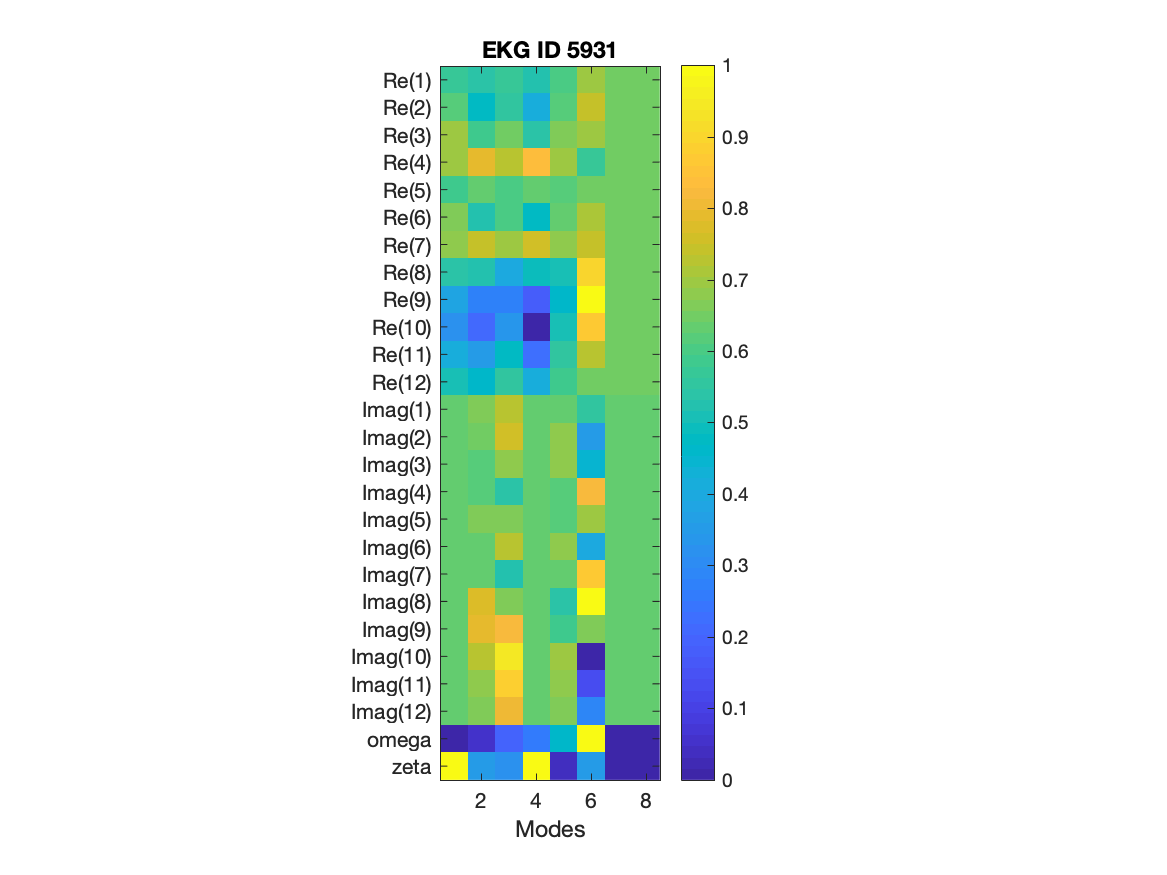 EKG ID 5931
Re(1)
Re(2)
Re(3)
Re(4)
Re(5)
Re(6)
Re(7)
Re(8)
Re(9)
Re(10)
Re(11)
Re(12)
Imag(1)
Imag(2)
Imag(3)
Imag(4)
Imag(5)
Imag(6)
Imag(7)
Imag(8)
Imag(9)
Imag(10)
Imag(11)
Imag(12)
omega
zeta
2 4 6 8
Modes
1
0.9
0.8
0.7
0.6
0.5
0.4
0.3
0.2
0.1
0